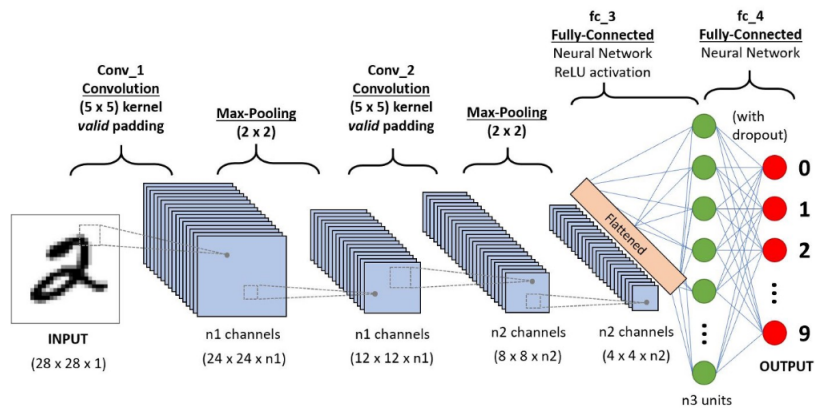 fc_3
Fully-Connected
Neural Network
ReLU activation
fc_4
Fully-Connected
Neural Network
Conv_1
Convolution
(5 x 5) kernel
valid padding
Max-Pooling
(2 x 2)
Conv_2
Convolution
(5 x 5) kernel
valid padding
Max-Pooling
(2 x 2)
(with
dropout)
Flattened
2
0
1
2
9
INPUT
(28 x 28 x 1)
n1 channels
(24 x 24 x n1)
n1 channels
(12 x 12 x n1)
n2 channels
(8 x 8 x n2)
n2 channels
(4 x 4 x n2)
OUTPUT
n3 units